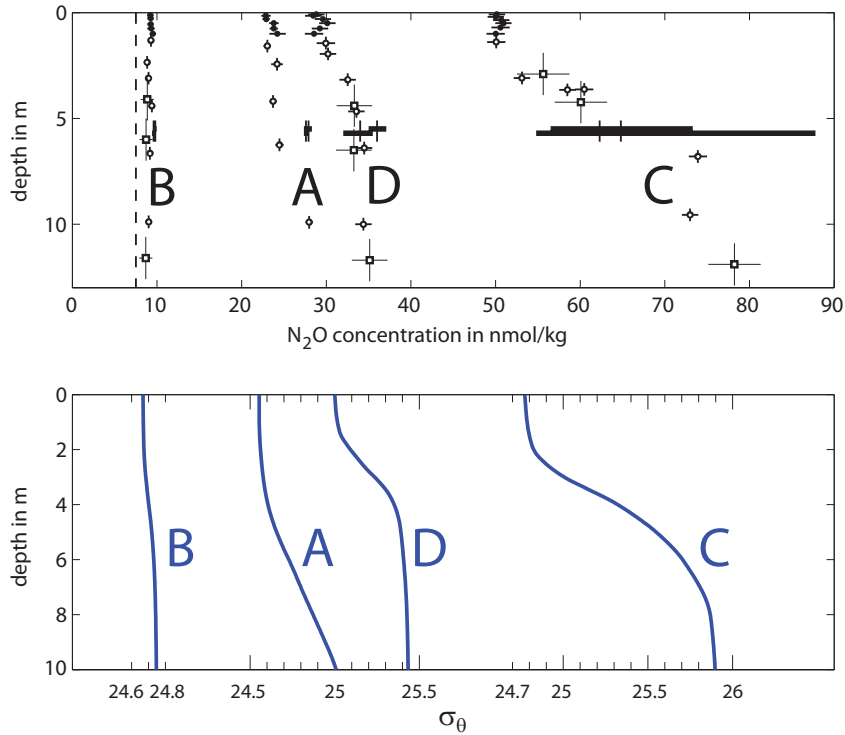 0
5
10
depth in m
B
A
D
C
0 10 20 30 40 50 60 70 80 90
N₂O concentration in nmol/kg
0
2
4
6
8
10
depth in m
B
A
D
C
24.6 24.8 24.5 25 25.5 24.7 25 25.5 26
σθ